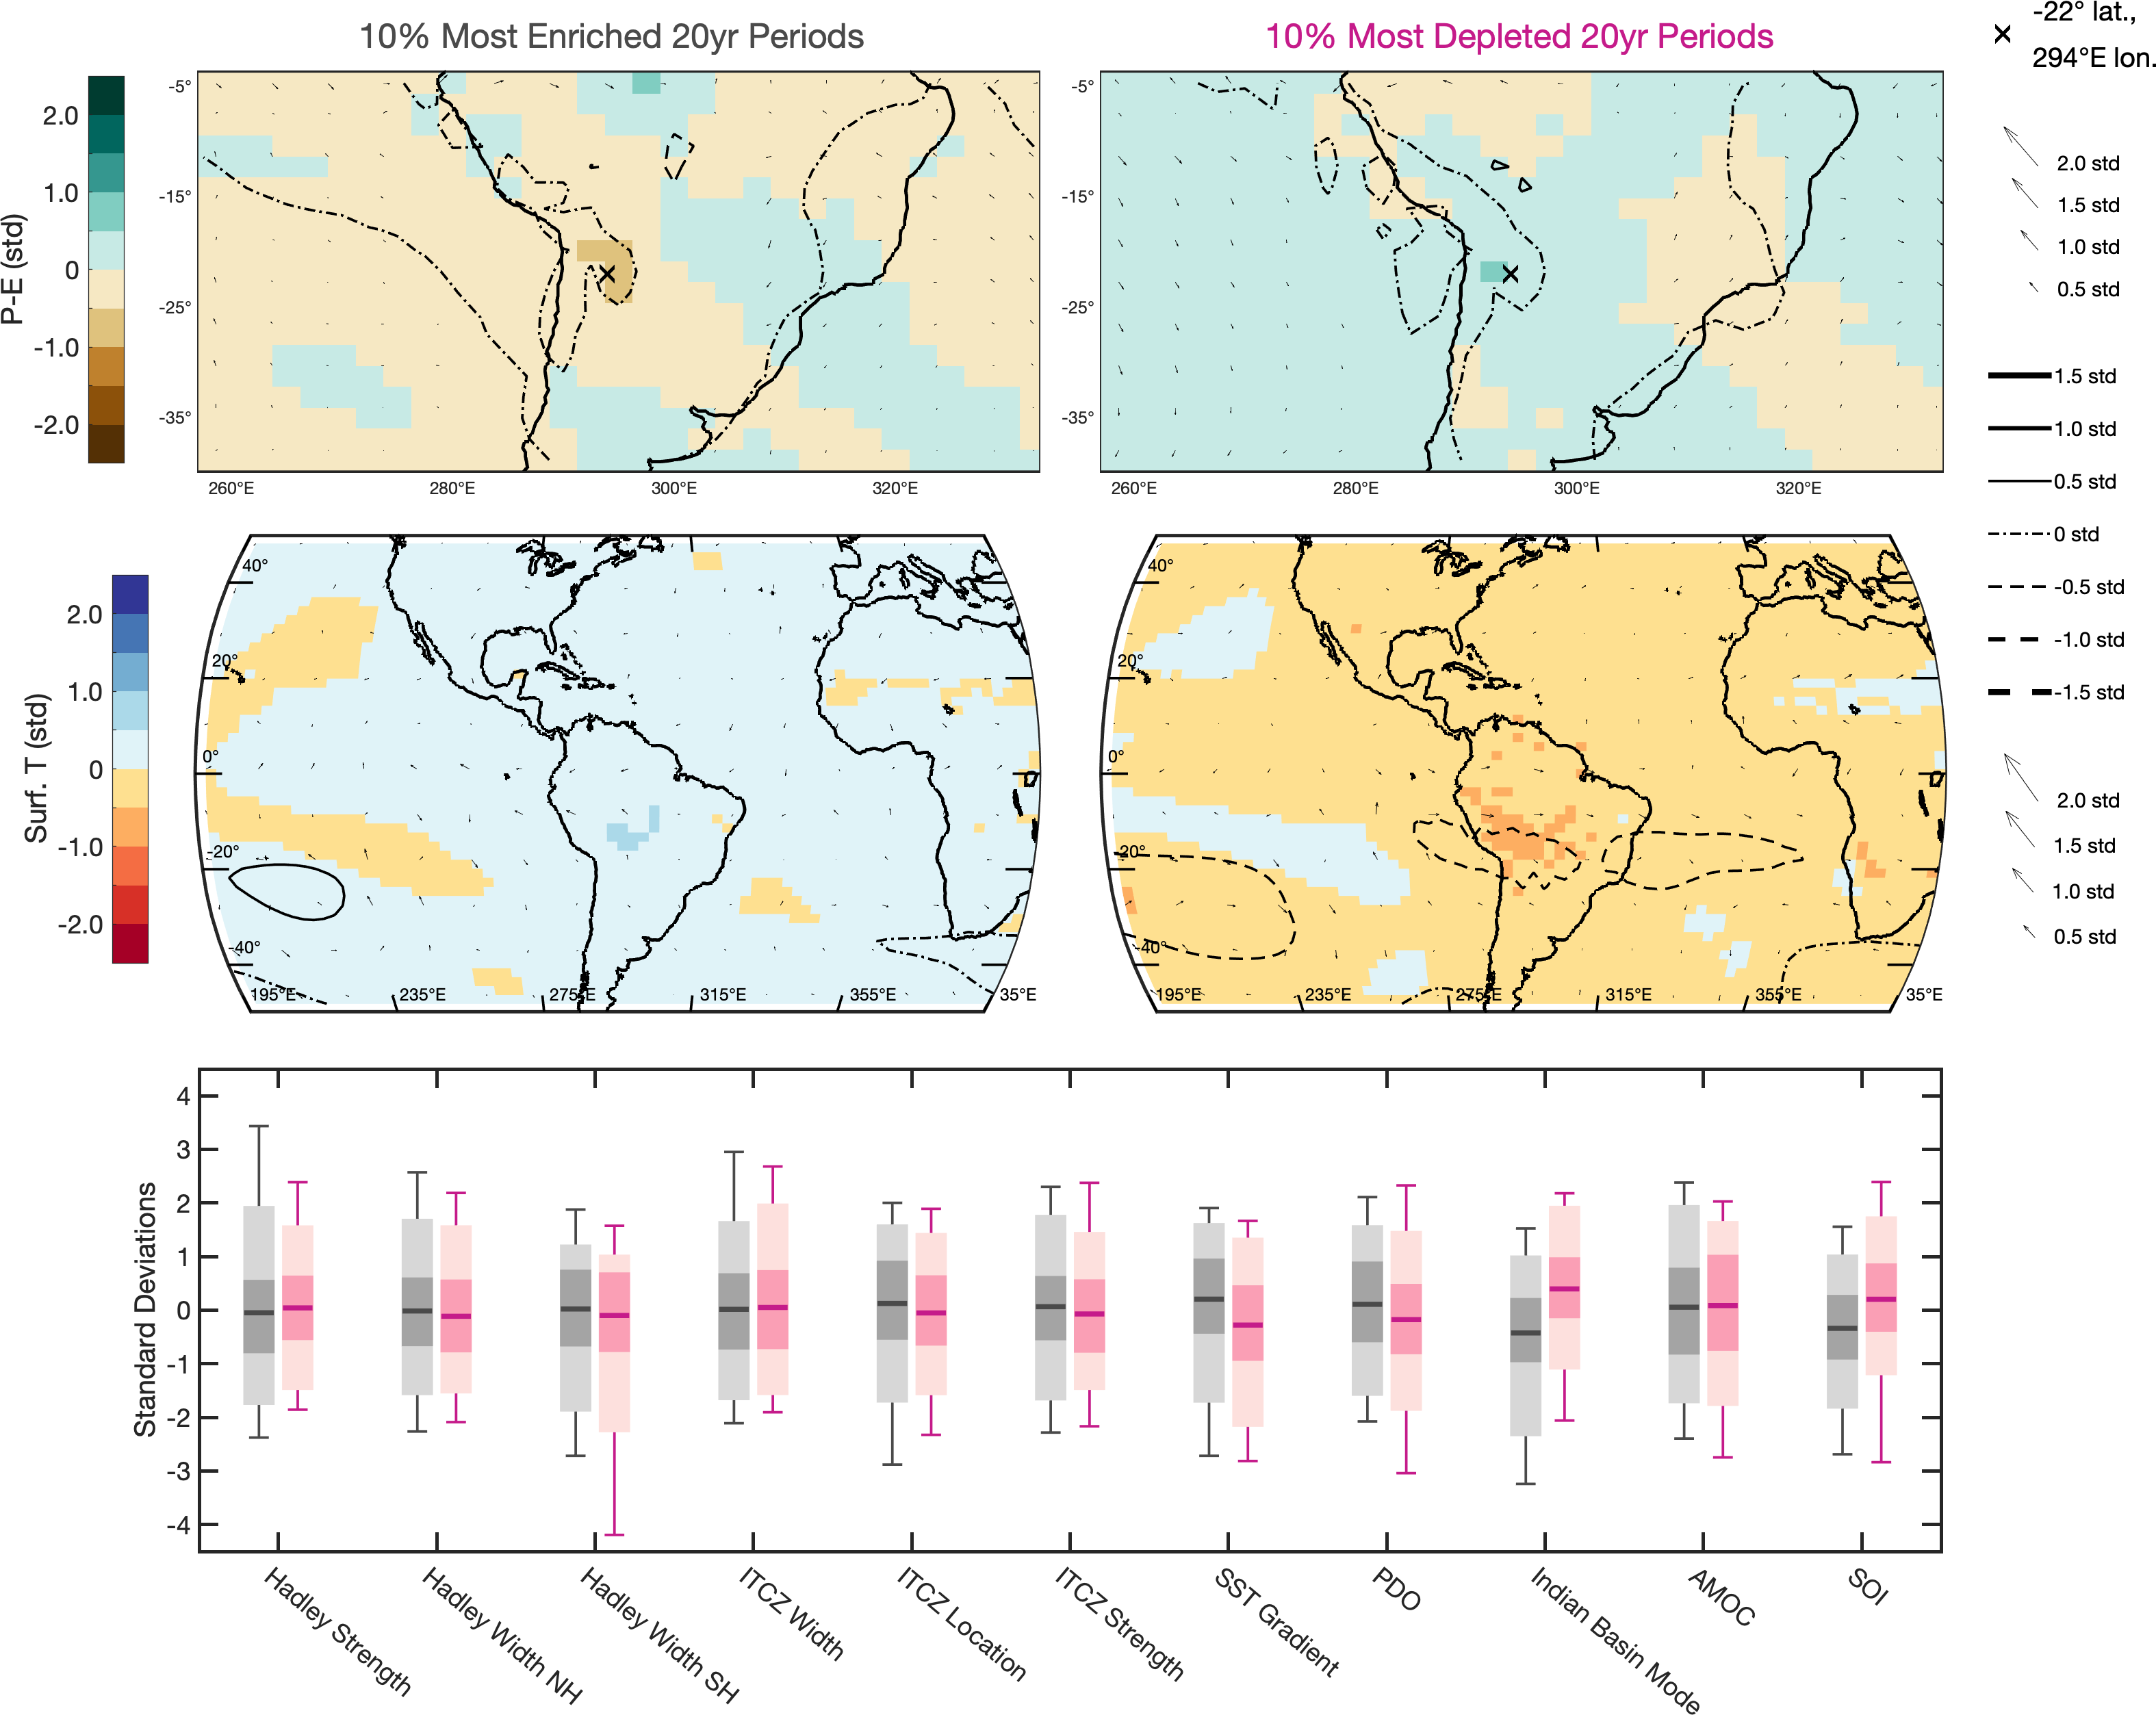 10% Most Enriched 20yr Periods
10% Most Depleted 20yr Periods
-22° lat.,
294°E lon.
P-E (std)
2.0
1.0
0
-1.0
-2.0
-5°
-15°
-25°
-35°
260°E
280°E
300°E
320°E
-5°
-15°
-25°
-35°
260°E
280°E
300°E
320°E
2.0 std
1.5 std
1.0 std
0.5 std
1.5 std
1.0 std
0.5 std
0 std
-0.5 std
-1.0 std
-1.5 std
Surf. T (std)
2.0
1.0
0
-1.0
-2.0
40°
20°
0°
-20°
-40°
195°E
235°E
275°E
315°E
355°E
35°E
40°
20°
0°
-20°
-40°
195°E
235°E
275°E
315°E
355°E
35°E
2.0 std
1.5 std
1.0 std
0.5 std
Standard Deviations
4
3
2
1
0
-1
-2
-3
-4
Hadley Strength
Hadley Width NH
Hadley Width SH
ITCZ Width
ITCZ Location
ITCZ Strength
SST Gradient
PDO
Indian Basin Mode
AMOC
SOI